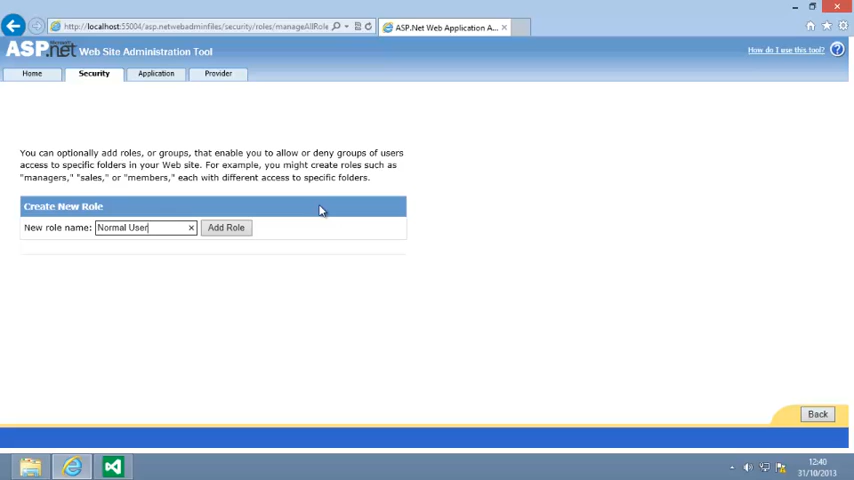 http://localhost:55004/asp.netwebadminfiles/security/roles/manageAllRole
ASP.Net Web Application A...
Microsoft
ASP.net Web Site Administration Tool
How do I use this tool?
?
Home
Security
Application
Provider
You can optionally add roles, or groups, that enable you to allow or deny groups of users
access to specific folders in your Web site. For example, you might create roles such as
"managers," "sales," or "members," each with different access to specific folders.
Create New Role
New role name: Normal User
Add Role
Back
12:40
31/10/2013